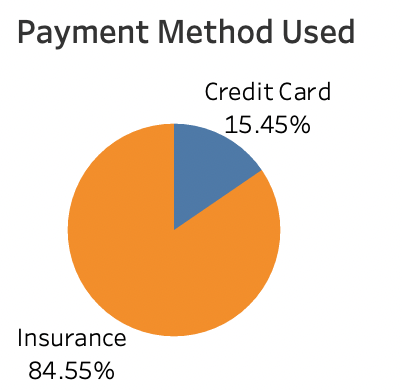 Payment Method Used
Credit Card
15.45%
Insurance
84.55%